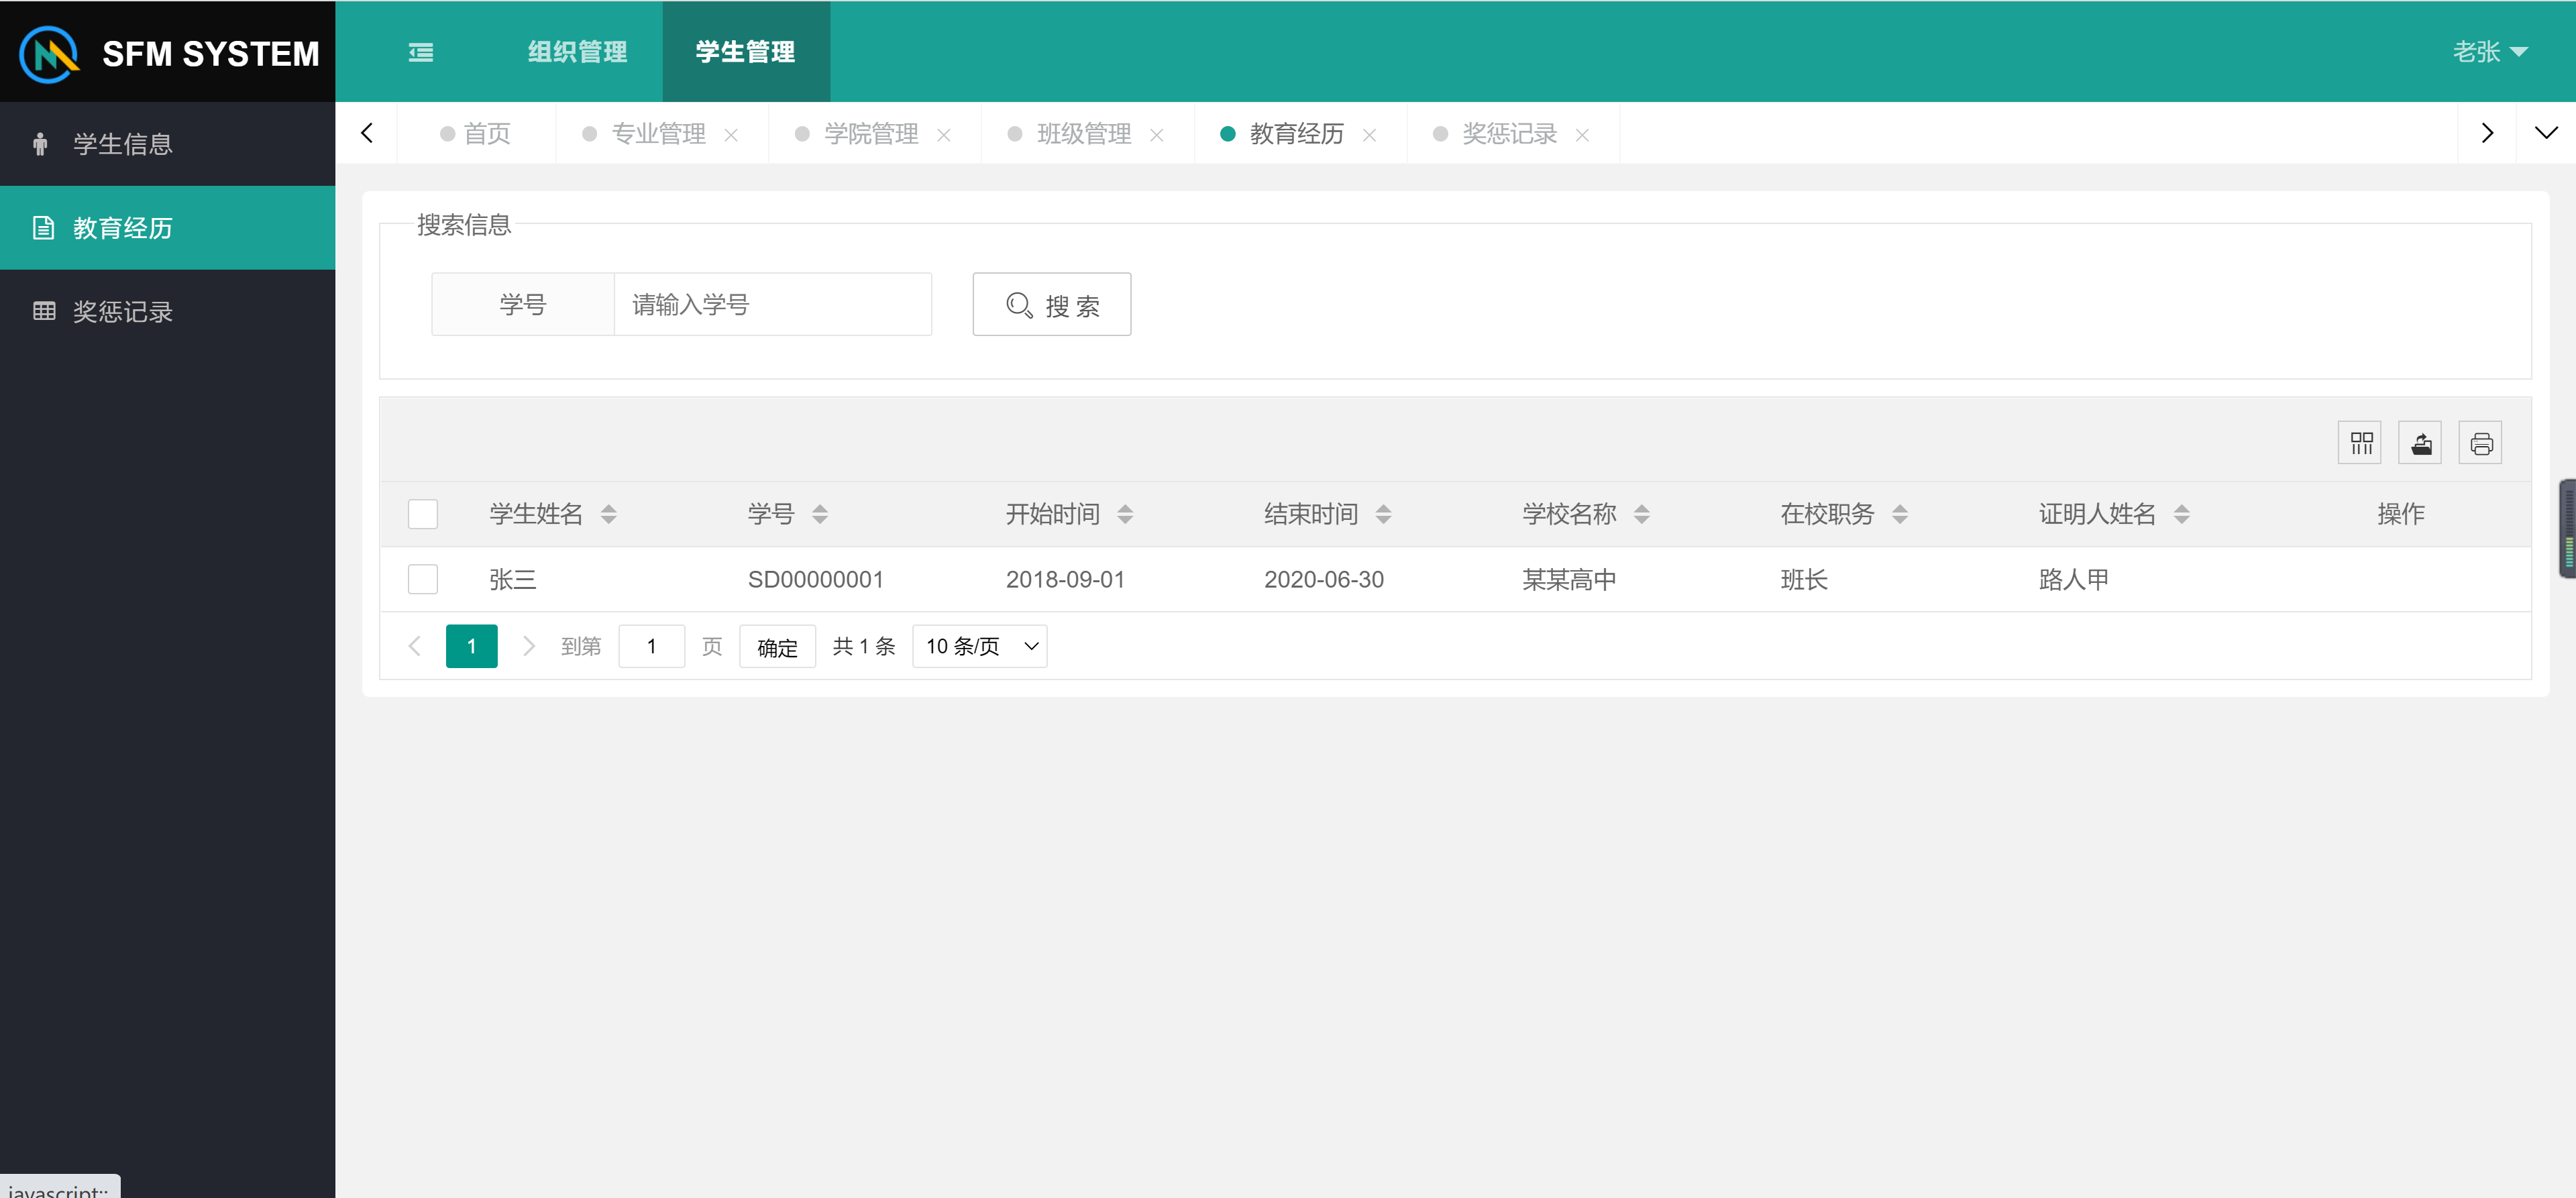 SFM SYSTEM
组织管理
学生管理
老张
学生信息
教育经历
奖惩记录
首页
专业管理
学院管理
班级管理
教育经历
奖惩记录
搜索信息
学号
请输入学号
搜 索
学生姓名 学号 开始时间 结束时间 学校名称 在校职务 证明人姓名 操作
张三 SD00000001 2018-09-01 2020-06-30 某某高中 班长 路人甲
1 到第 1 页 确定 共 1 条 10 条/页
javascript:;